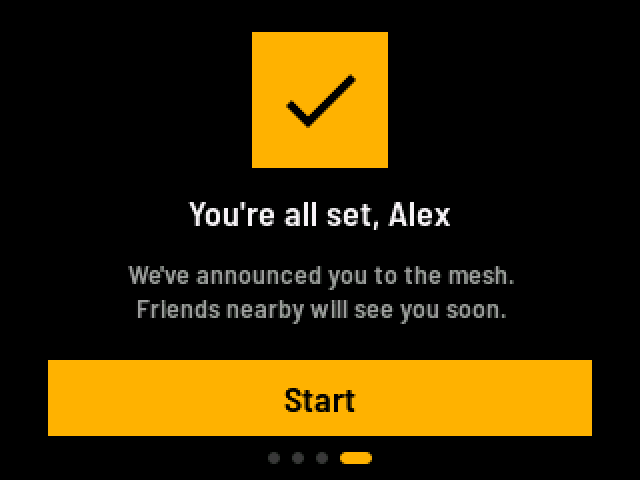 You're all set, Alex
We've announced you to the mesh.
Friends nearby will see you soon.
Start